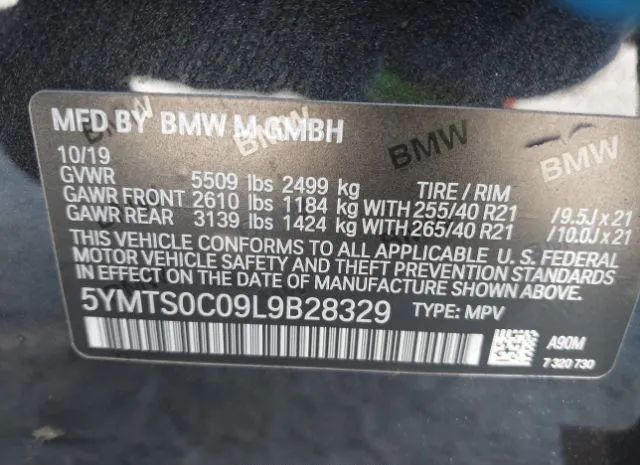 MFD BY BMW M GMBH
10/19
GVWR 5509 lbs 2499 kg TIRE / RIM
GAWR FRONT 2610 lbs 1184 kg WITH 255/40 R21 /9.5J x 21
GAWR REAR 3139 lbs 1424 kg WITH 265/40 R21 /10.0J x 21
THIS VEHICLE CONFORMS TO ALL APPLICABLE U.S. FEDERAL
MOTOR VEHICLE SAFETY AND THEFT PREVENTION STANDARDS
IN EFFECT ON THE DATE OF MANUFACTURE SHOWN ABOVE.
5YMTS0C09L9B28329 TYPE: MPV
A90M
7 320 730
BMW
BMW
BMW